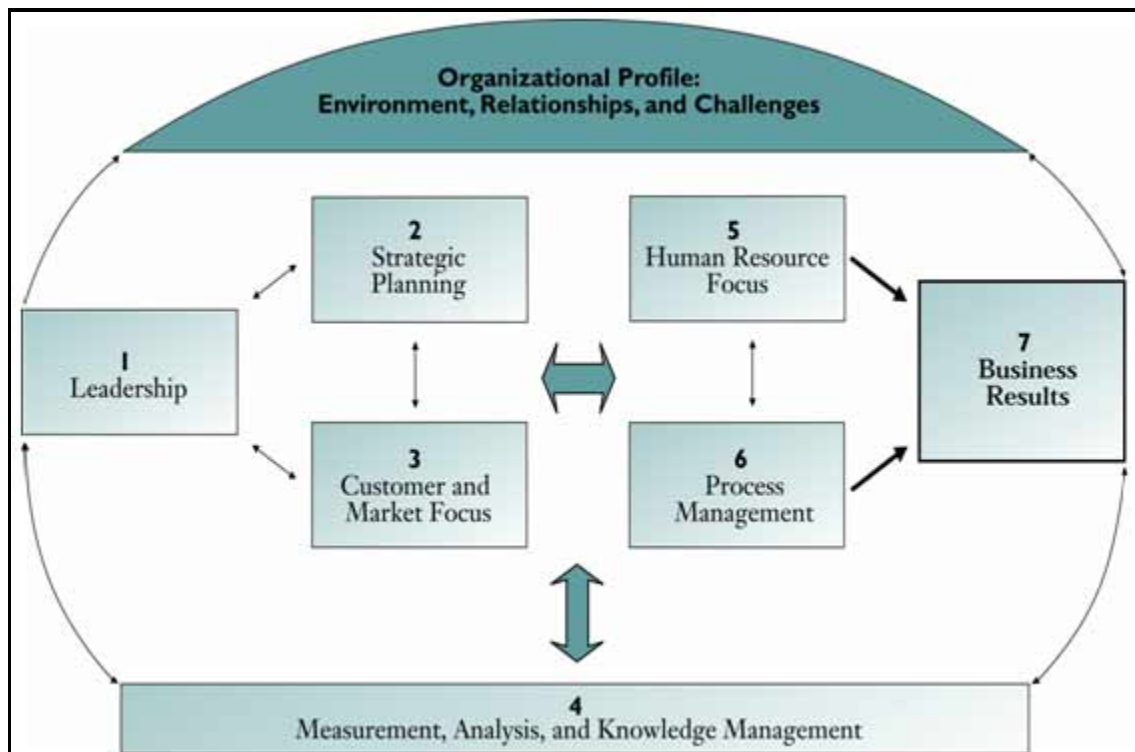 Organizational Profile:
Environment, Relationships, and Challenges
2
Strategic
Planning
5
Human Resource
Focus
1
Leadership
7
Business
Results
3
Customer and
Market Focus
6
Process
Management
4
Measurement, Analysis, and Knowledge Management